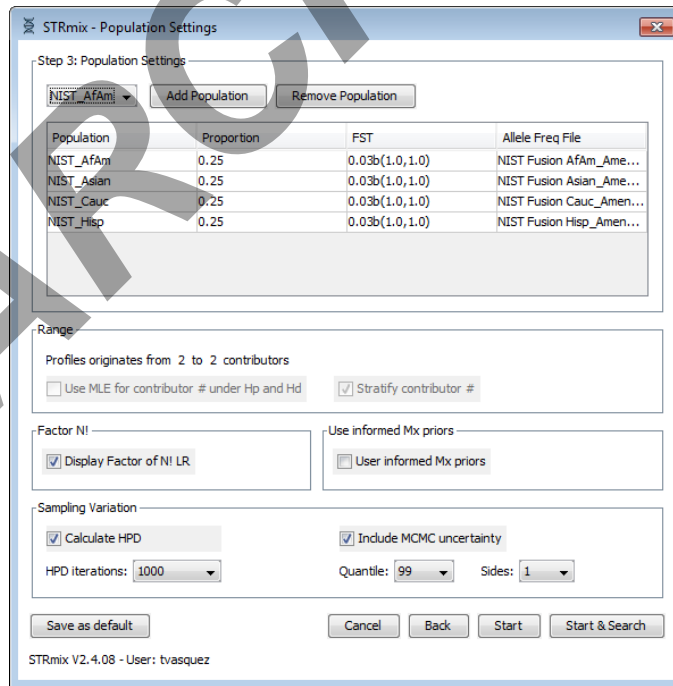 STRmix - Population Settings
Step 3: Population Settings
NIST_AfAm Add Population Remove Population
Population Proportion FST Allele Freq File
NIST_AfAm 0.25 0.03b(1.0,1.0) NIST Fusion AfAm_Ame...
NIST_Asian 0.25 0.03b(1.0,1.0) NIST Fusion Asian_Ame...
NIST_Cauc 0.25 0.03b(1.0,1.0) NIST Fusion Cauc_Amen...
NIST_Hisp 0.25 0.03b(1.0,1.0) NIST Fusion Hisp_Amen...
Range
Profiles originates from 2 to 2 contributors
Use MLE for contributor # under Hp and Hd Stratify contributor #
Factor N! Use informed Mx priors
Display Factor of N! LR User informed Mx priors
Sampling Variation
Calculate HPD Include MCMC uncertainty
HPD iterations: 1000 Quantile: 99 Sides: 1
Save as default Cancel Back Start Start & Search
STRmix V2.4.08 - User: tvasquez